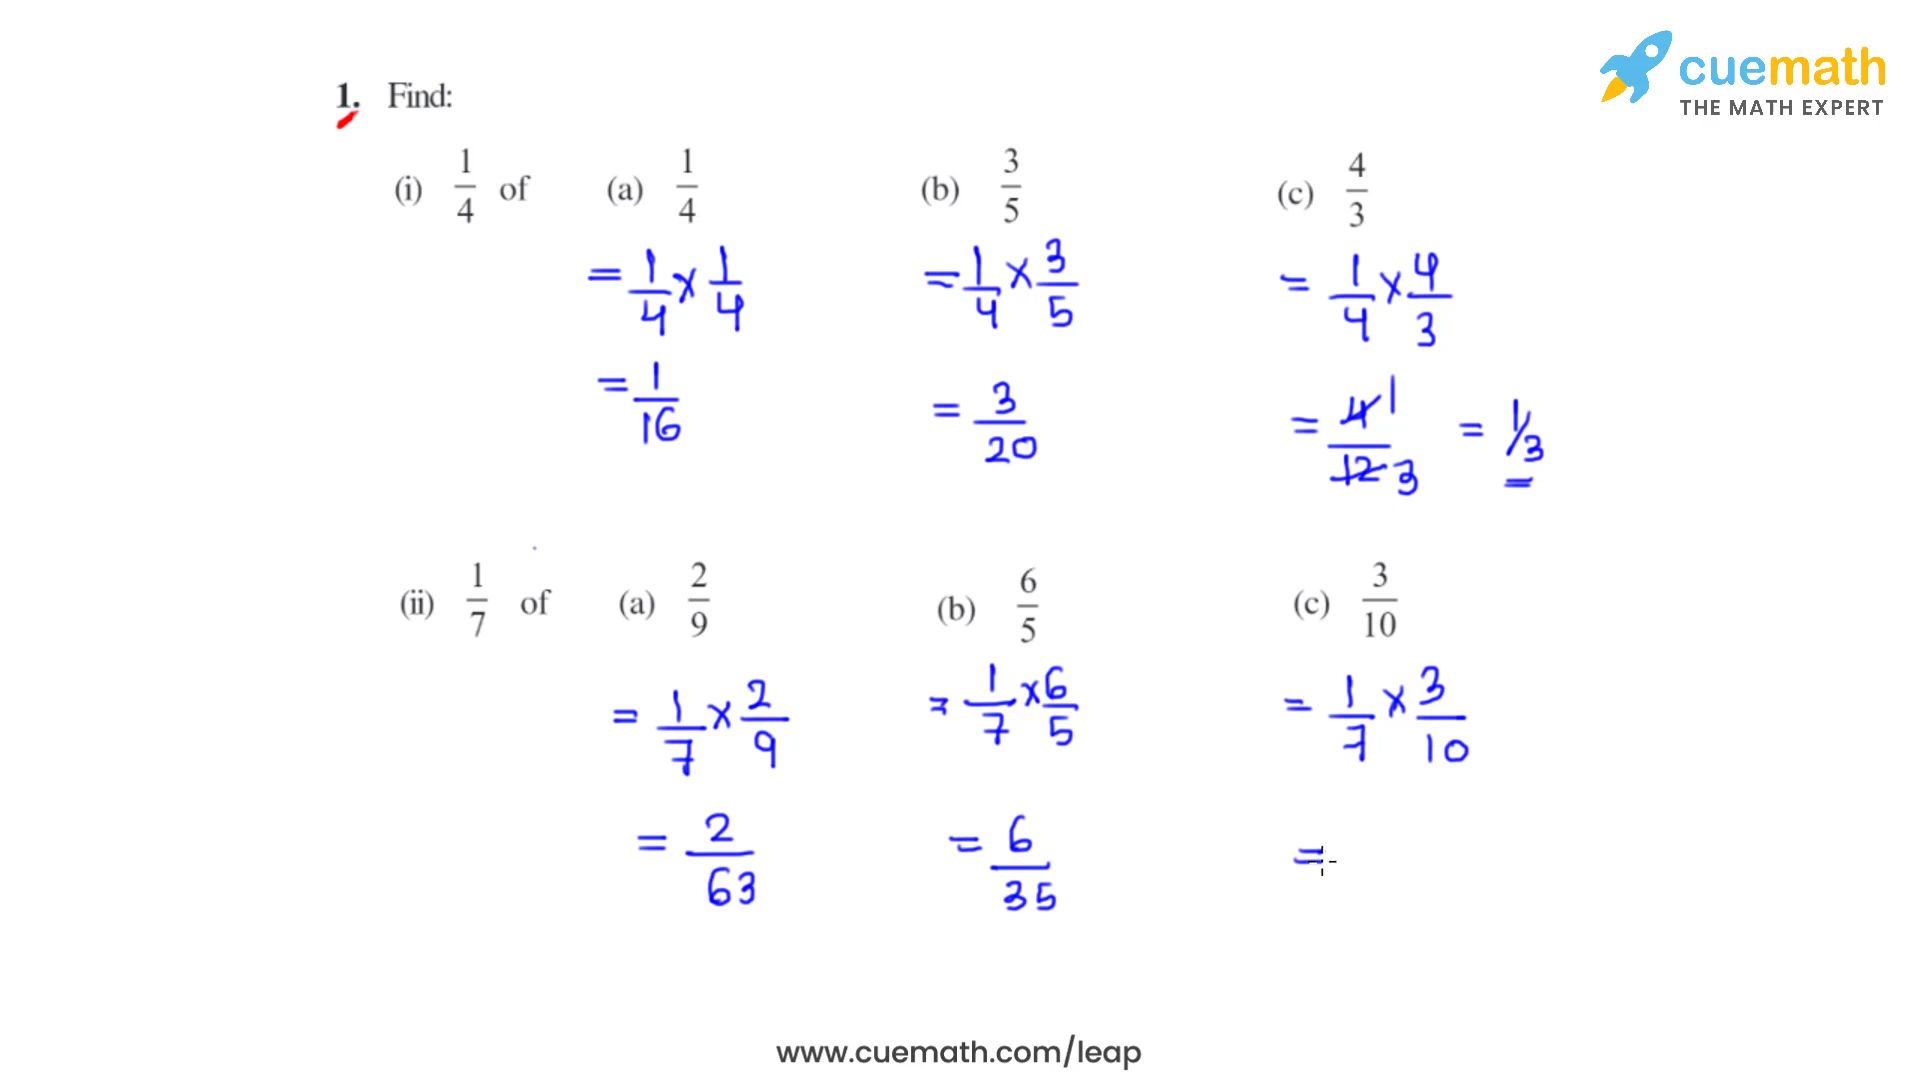 cuemath
THE MATH EXPERT
1. Find:
(i) 1/4 of (a) 1/4 (b) 3/5 (c) 4/3
= 1/4 × 1/4 = 1/4 × 3/5 = 1/4 × 4/3
= 1/16 = 3/20 = 4 1/12 3 = 1/3
(ii) 1/7 of (a) 2/9 (b) 6/5 (c) 3/10
= 1/7 × 2/9 = 1/7 × 6/5 = 1/7 × 3/10
= 2/63 = 6/35 =
www.cuemath.com/leap